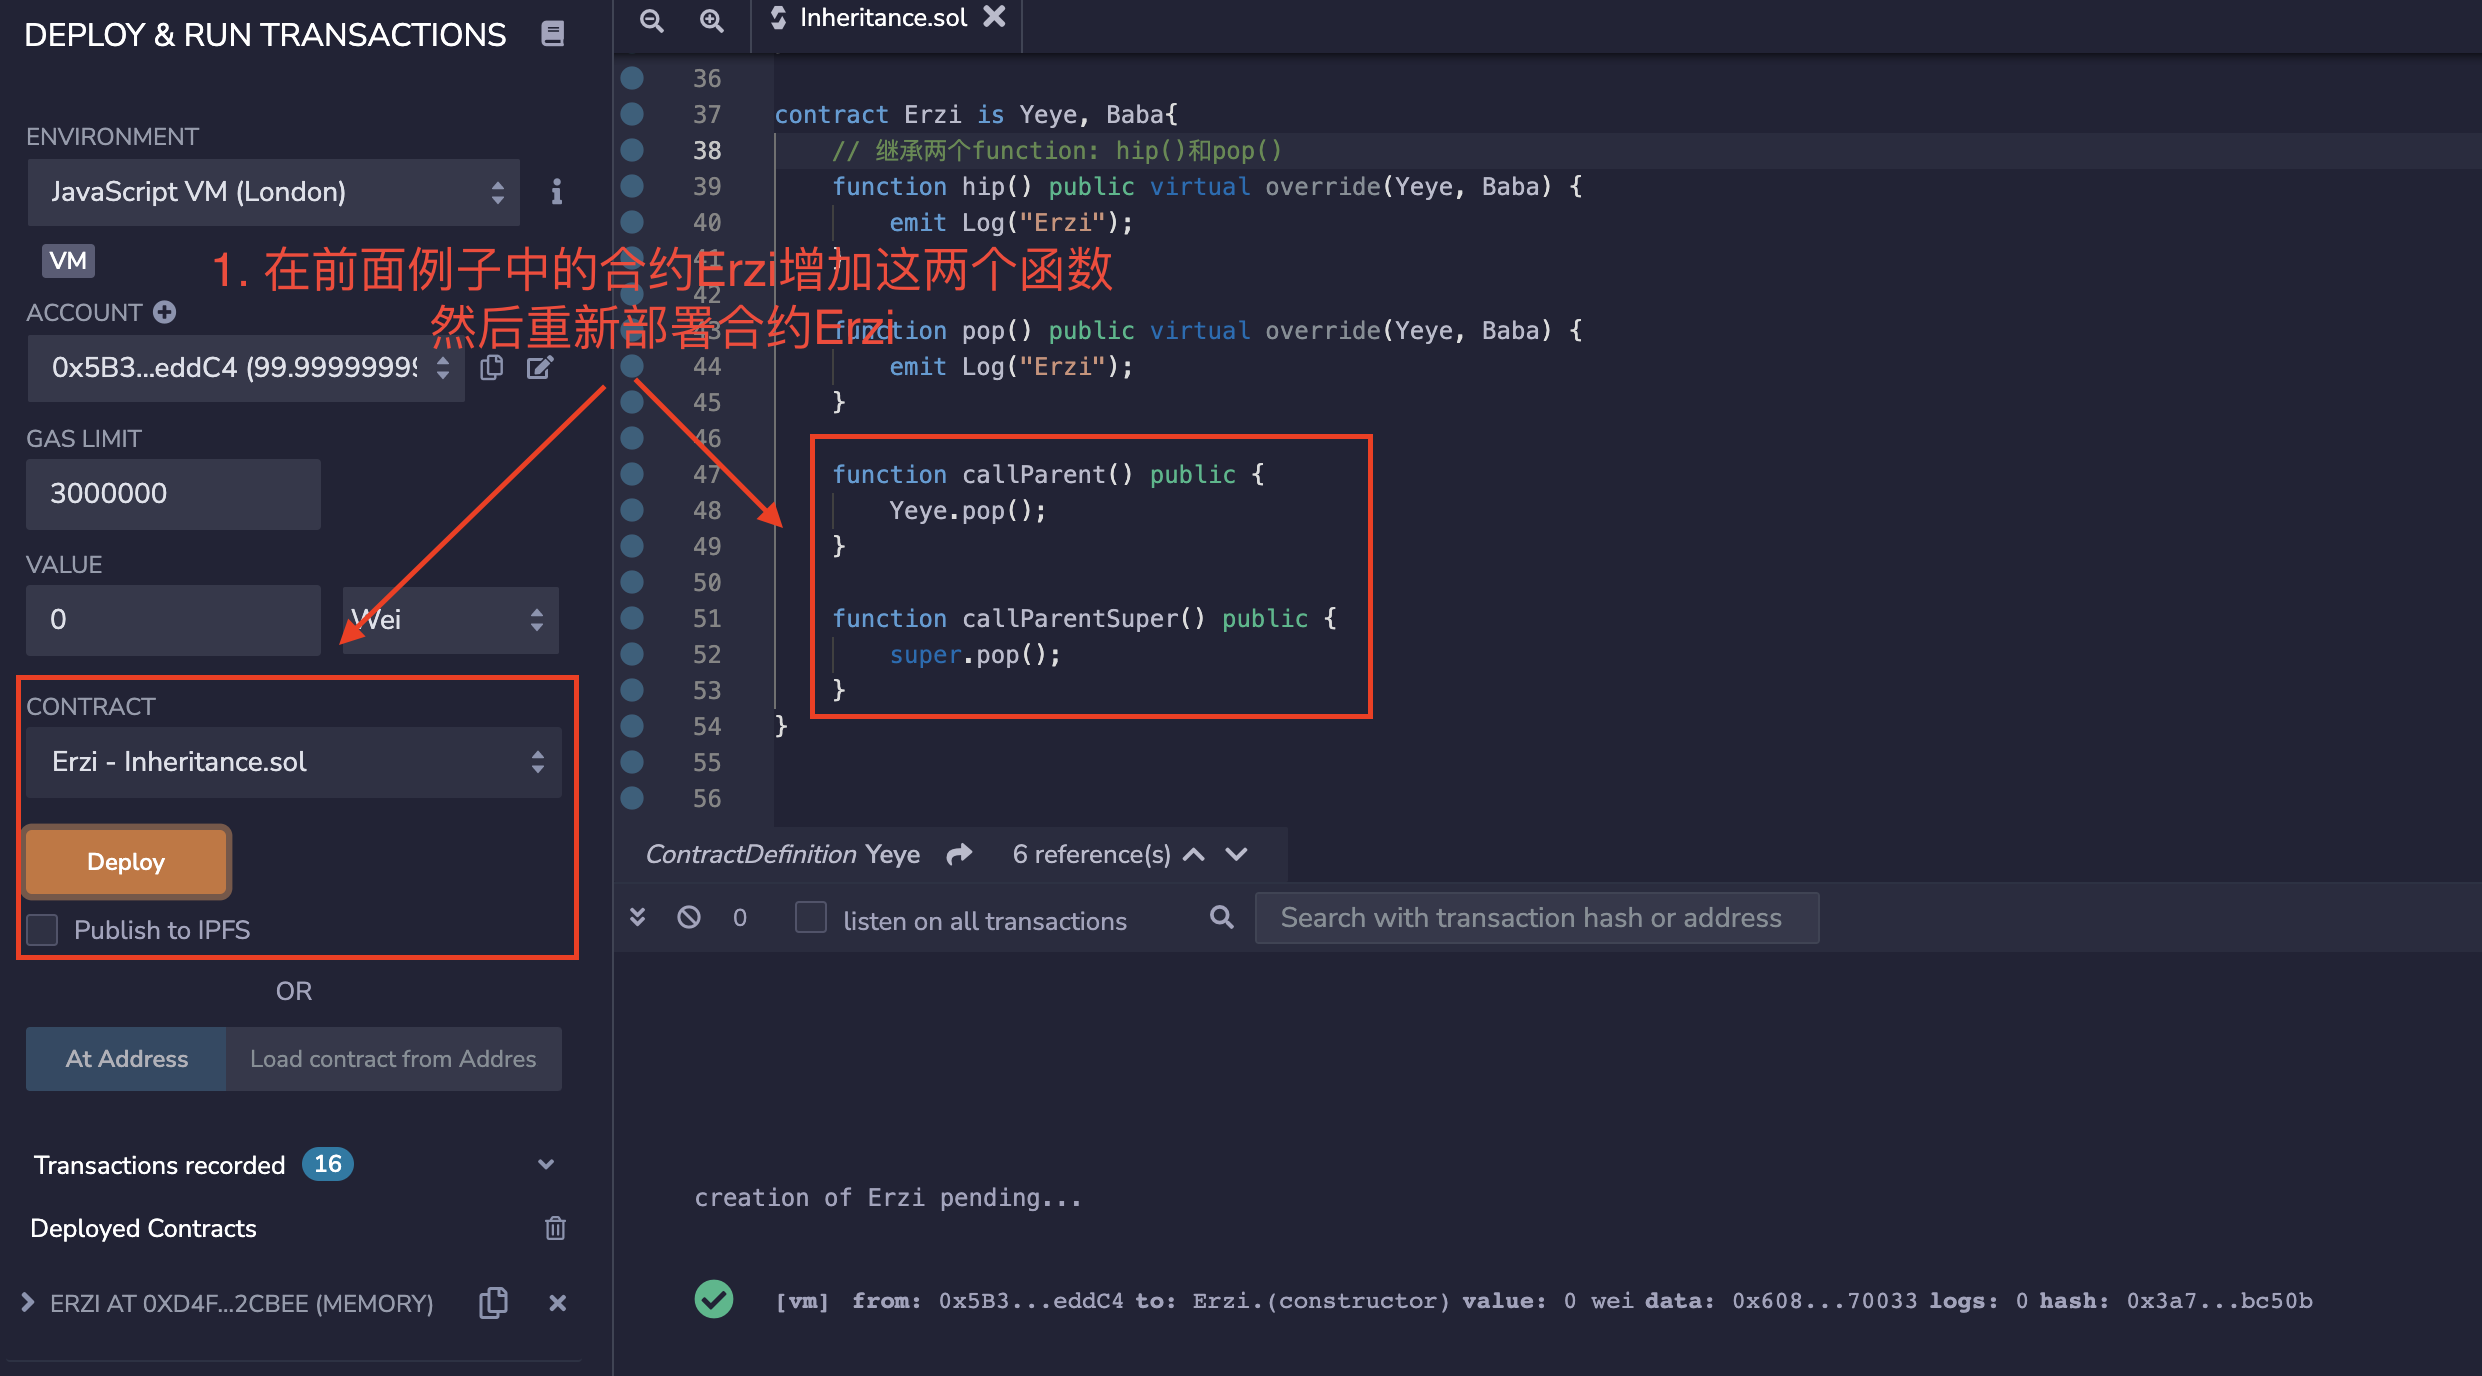 DEPLOY & RUN TRANSACTIONS
ENVIRONMENT
JavaScript VM (London)
VM
ACCOUNT
0x5B3...eddC4 (99.99999999
GAS LIMIT
3000000
VALUE
0
Wei
CONTRACT
Erzi - Inheritance.sol
Deploy
Publish to IPFS
OR
At Address
Load contract from Addres
Transactions recorded 16
Deployed Contracts
ERZI AT 0XD4F...2CBEE (MEMORY)
1. 在前面例子中的合约Erzi增加这两个函数
然后重新部署合约Erzi
Inheritance.sol
36
37 contract Erzi is Yeye, Baba{
38 // 继承两个function: hip()和pop()
39 function hip() public virtual override(Yeye, Baba) {
40 emit Log("Erzi");
41 }
42
43 function pop() public virtual override(Yeye, Baba) {
44 emit Log("Erzi");
45 }
46
47 function callParent() public {
48 Yeye.pop();
49 }
50
51 function callParentSuper() public {
52 super.pop();
53 }
54 }
55
56
ContractDefinition Yeye 6 reference(s)
0 listen on all transactions Search with transaction hash or address
creation of Erzi pending...
[vm] from: 0x5B3...eddC4 to: Erzi.(constructor) value: 0 wei data: 0x608...70033 logs: 0 hash: 0x3a7...bc50b